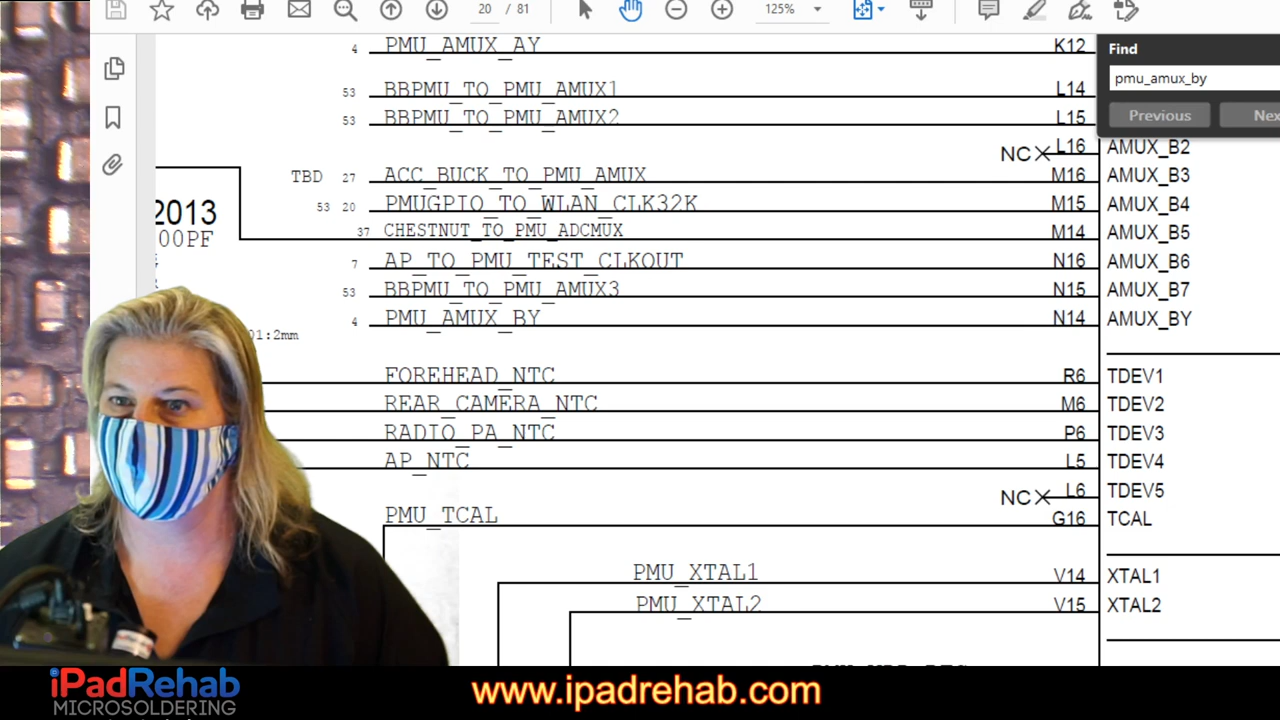 20 / 81
125%
Find
pmu_amux_by
Previous
Nex
4 PMU_AMUX_AY K12
53 BBPMU_TO_PMU_AMUX1 L14
53 BBPMU_TO_PMU_AMUX2 L15
NC L16 AMUX_B2
TBD 27 ACC_BUCK_TO_PMU_AMUX M16 AMUX_B3
53 20 PMUGPIO_TO_WLAN_CLK32K M15 AMUX_B4
2013
37 CHESTNUT_TO_PMU_ADCMUX M14 AMUX_B5
00PF
7 AP_TO_PMU_TEST_CLKOUT N16 AMUX_B6
53 BBPMU_TO_PMU_AMUX3 N15 AMUX_B7
4 PMU_AMUX_BY N14 AMUX_BY
01:2mm
FOREHEAD_NTC R6 TDEV1
REAR_CAMERA_NTC M6 TDEV2
RADIO_PA_NTC P6 TDEV3
AP_NTC L5 TDEV4
NC L6 TDEV5
PMU_TCAL G16 TCAL
PMU_XTAL1 V14 XTAL1
PMU_XTAL2 V15 XTAL2
iPadRehab
MICROSOLDERING
www.ipadrehab.com